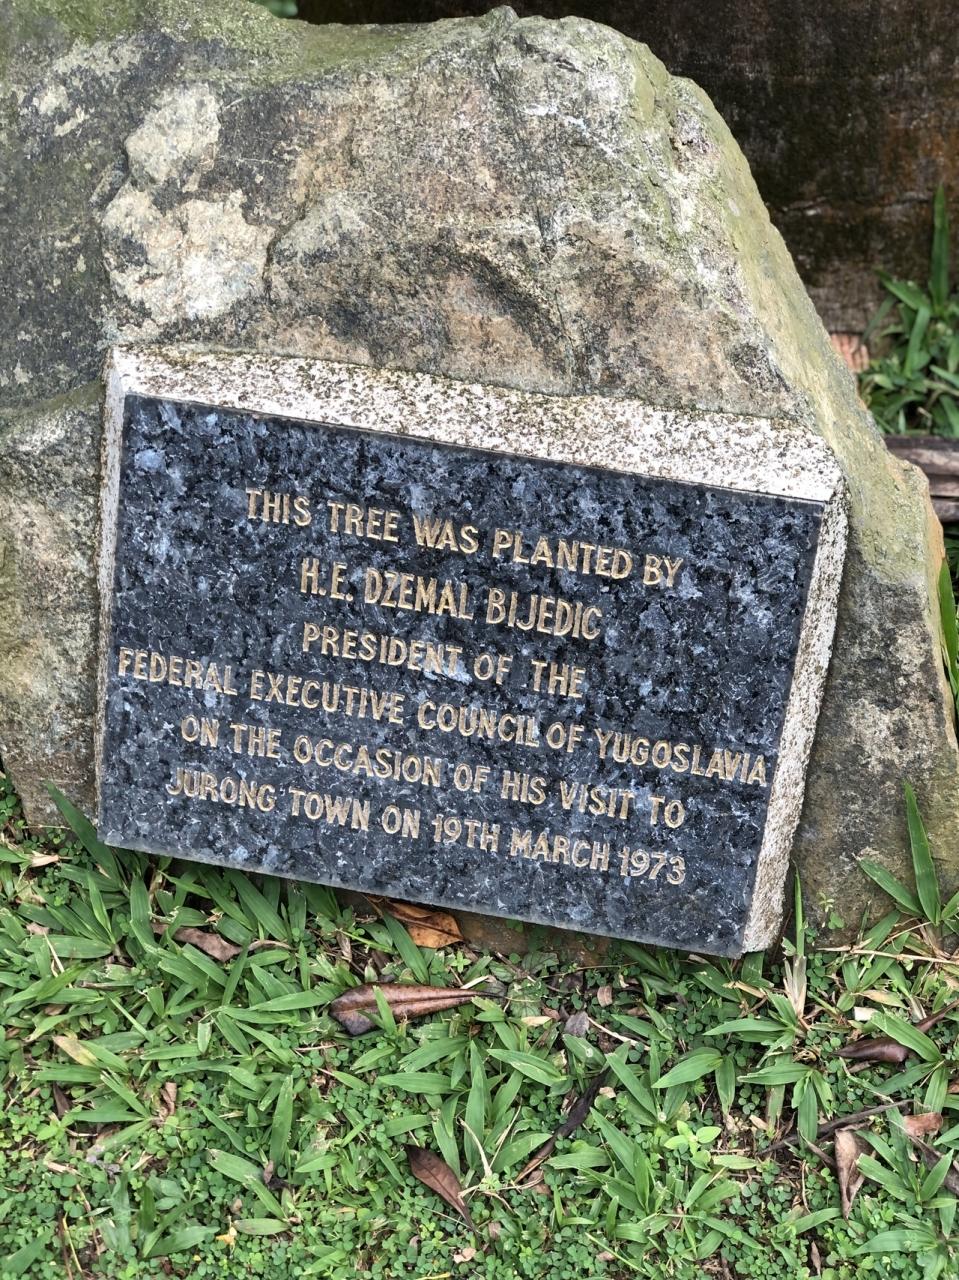 THIS TREE WAS PLANTED BY
H.E. DZEMAL BIJEDIC
PRESIDENT OF THE
FEDERAL EXECUTIVE COUNCIL OF YUGOSLAVIA
ON THE OCCASION OF HIS VISIT TO
JURONG TOWN ON 19TH MARCH 1973